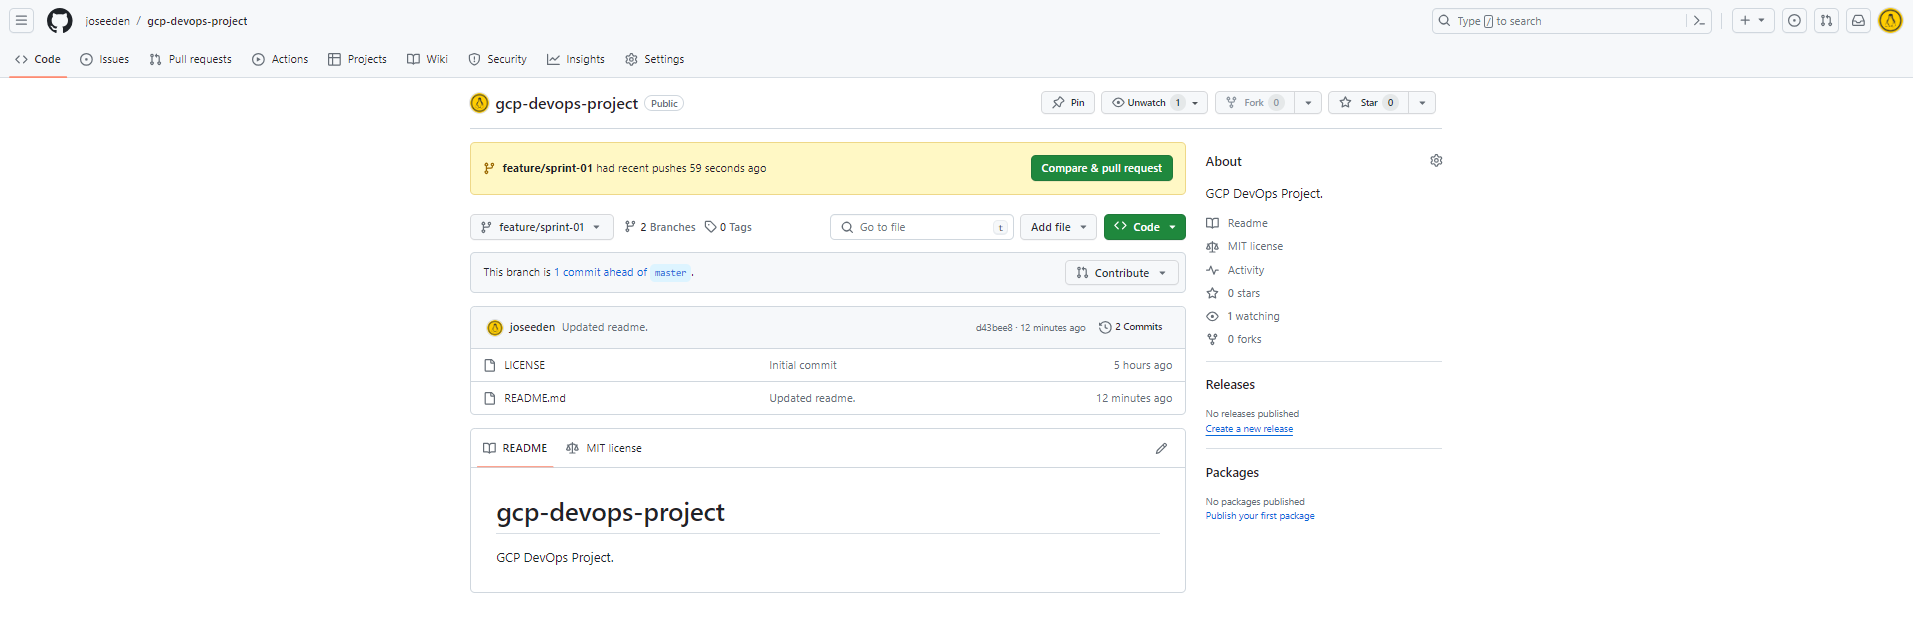 joseeden / gcp-devops-project
Type / to search
Code Issues Pull requests Actions Projects Wiki Security Insights Settings
gcp-devops-project Public
Pin Unwatch 1 Fork 0 Star 0
feature/sprint-01 had recent pushes 59 seconds ago
Compare & pull request
feature/sprint-01 2 Branches 0 Tags
Go to file t Add file Code
This branch is 1 commit ahead of master .
Contribute
joseeden Updated readme. d43bee8 · 12 minutes ago 2 Commits
LICENSE Initial commit 5 hours ago
README.md Updated readme. 12 minutes ago
README MIT license
gcp-devops-project
GCP DevOps Project.
About
GCP DevOps Project.
Readme
MIT license
Activity
0 stars
1 watching
0 forks
Releases
No releases published
Create a new release
Packages
No packages published
Publish your first package